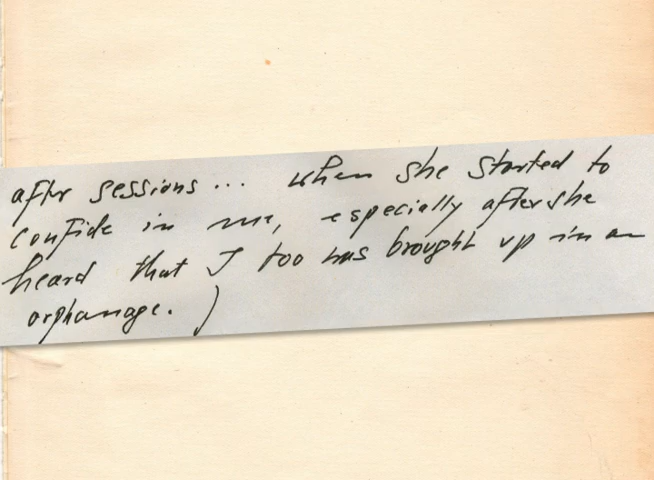 after sessions... when she started to
confide in me, especially after she
heard that I too was brought up in an
orphanage. )